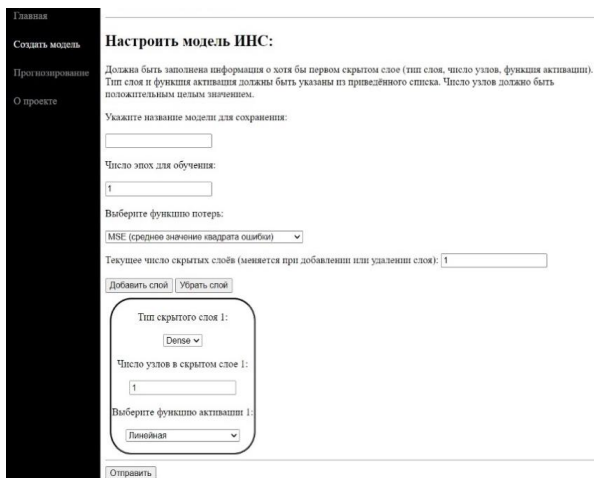 Главная
Создать модель
Прогнозирование
О проекте
Настроить модель ИНС:
Должна быть заполнена информация о хотя бы первом скрытом слое (тип слоя, число узлов, функция активации).
Тип слоя и функция активация должны быть указаны из приведённого списка. Число узлов должно быть
положительным целым значением.
Укажите название модели для сохранения:
Число эпох для обучения:
1
Выберите функцию потерь:
MSE (среднее значение квадрата ошибки)
Текущее число скрытых слоёв (меняется при добавлении или удалении слоя): 1
Добавить слой Убрать слой
Тип скрытого слоя 1:
Dense
Число узлов в скрытом слое 1:
1
Выберите функцию активации 1:
Линейная
Отправить